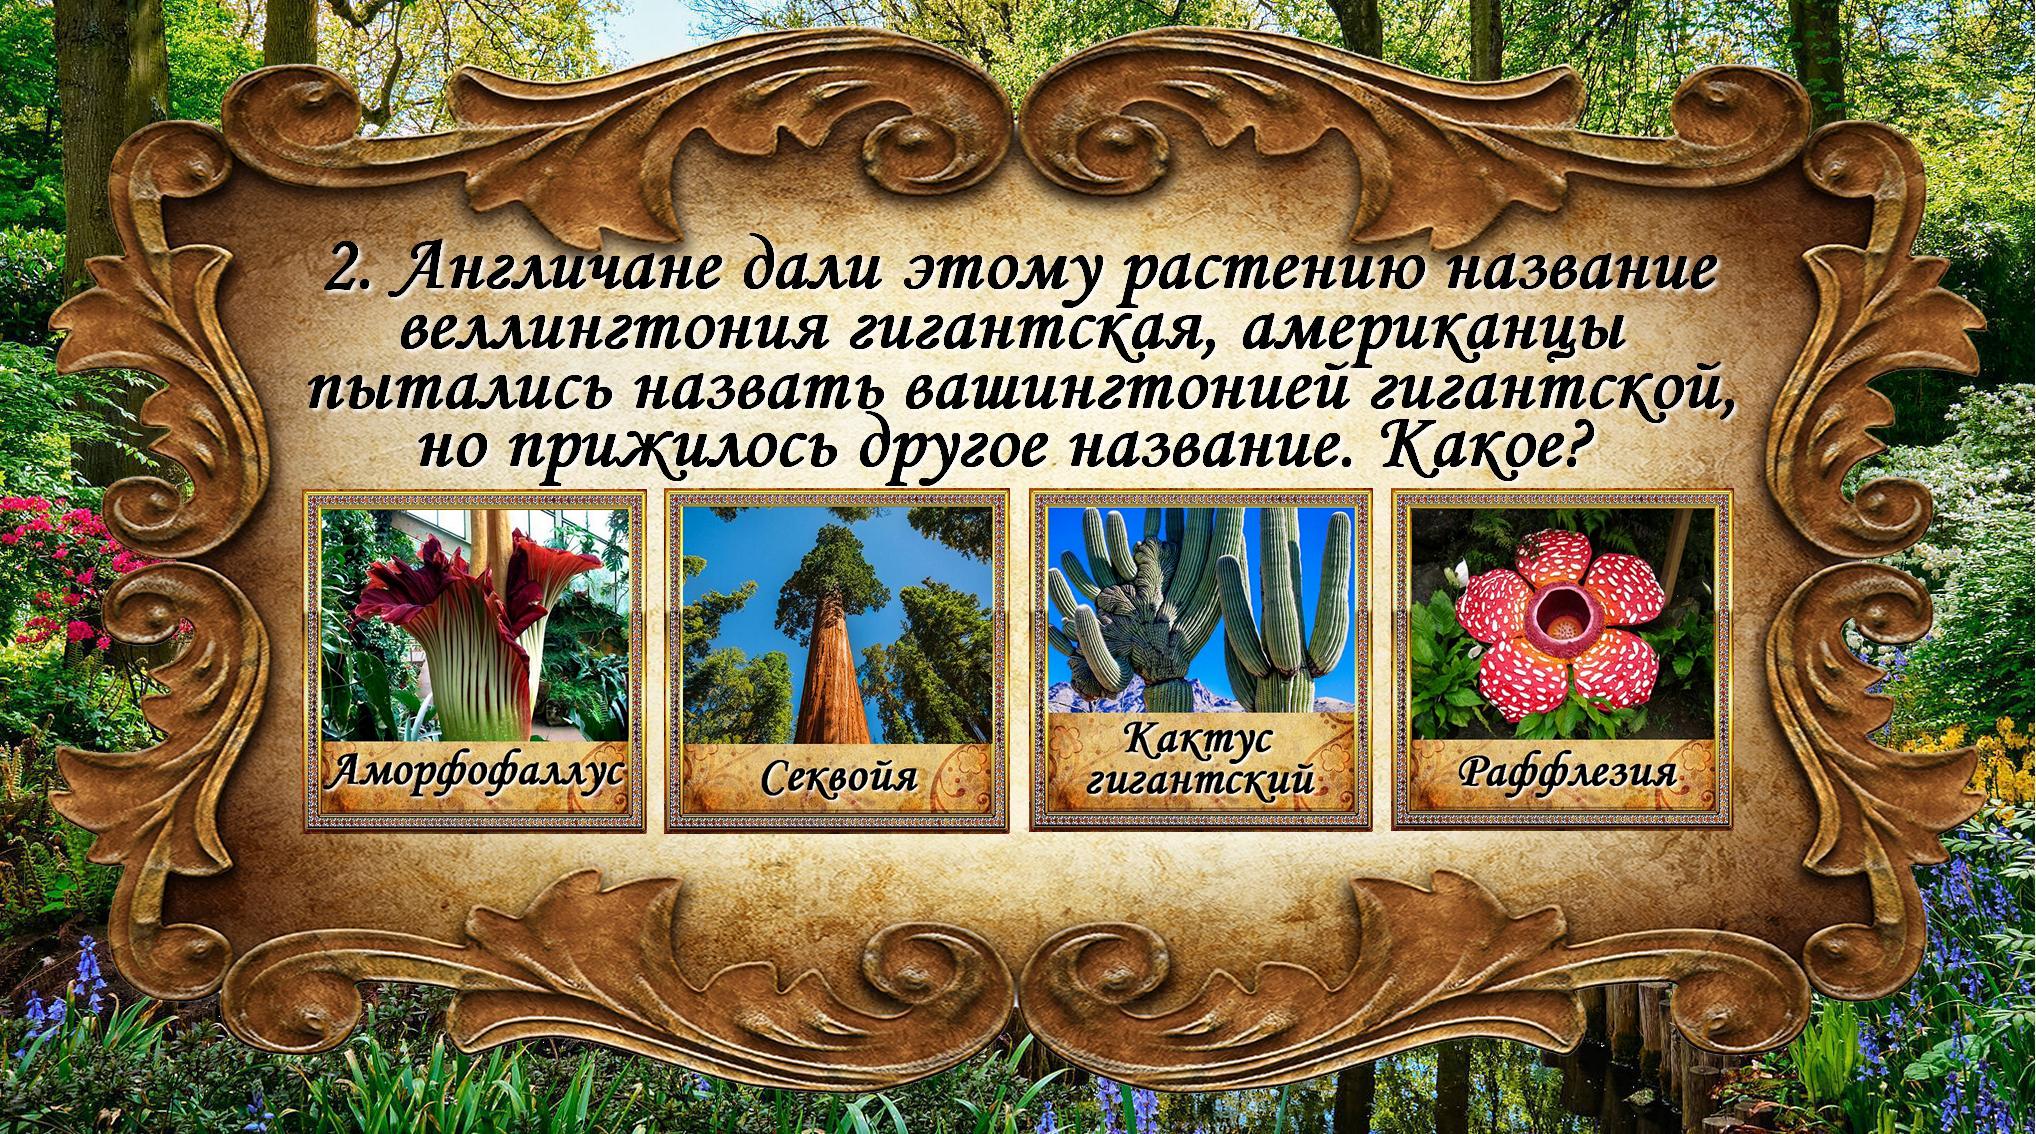 2. Англичане дали этому растению название
веллингтония гигантская, американцы
пытались назвать вашингтонией гигантской,
но прижилось другое название. Какое?
Аморфофаллус
Секвойя
Кактус
гигантский
Раффлезия